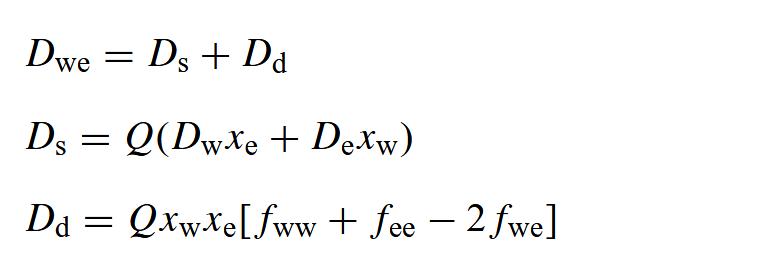 D_we = D_s + D_d
D_s = Q(D_w x_e + D_e x_w)
D_d = Q x_w x_e [f_ww + f_ee − 2 f_we]